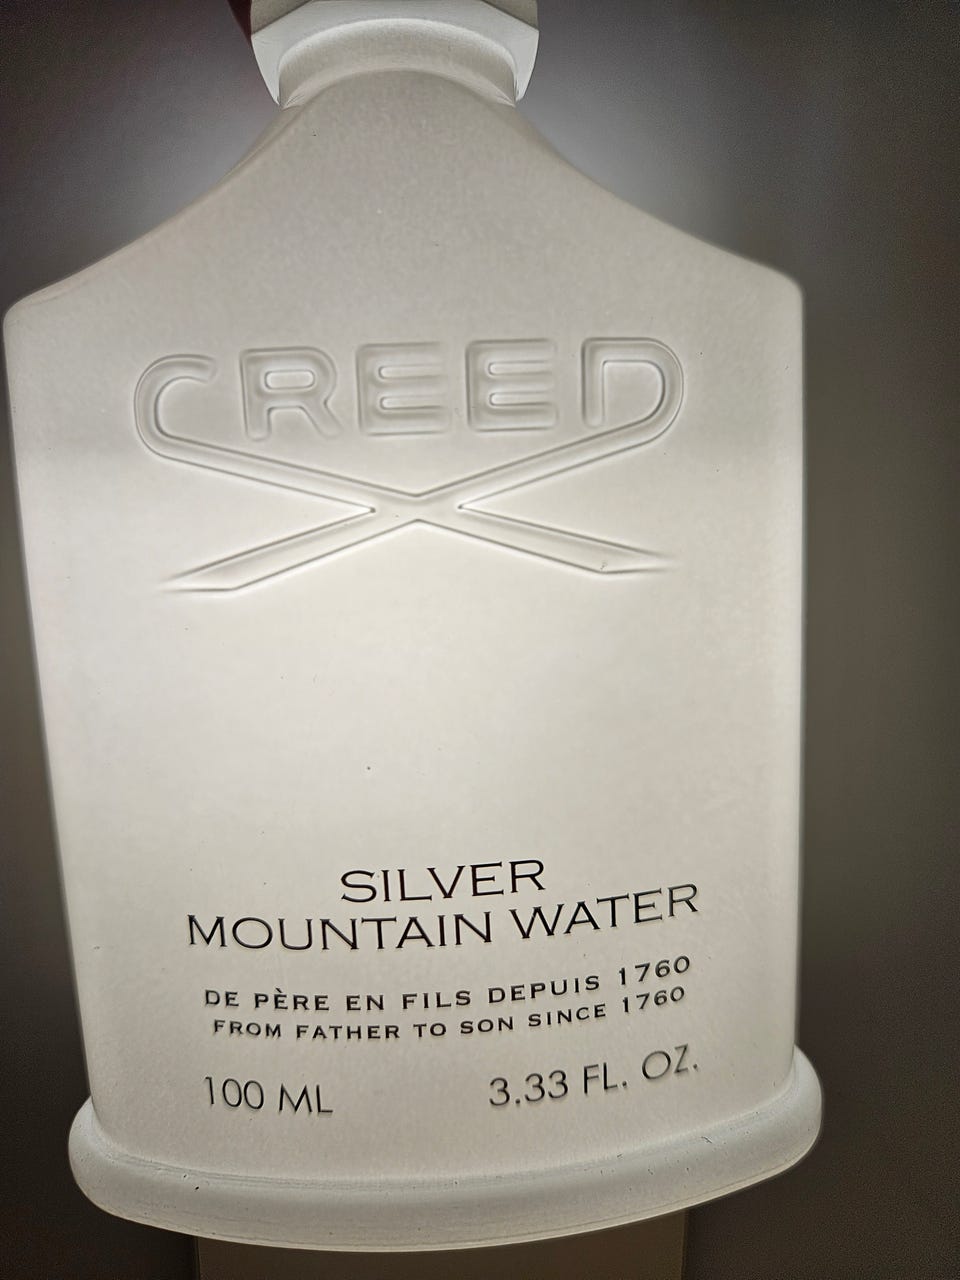 CREED
SILVER
MOUNTAIN WATER
DE PÈRE EN FILS DEPUIS 1760
FROM FATHER TO SON SINCE 1760
100 ML 3.33 FL. OZ.